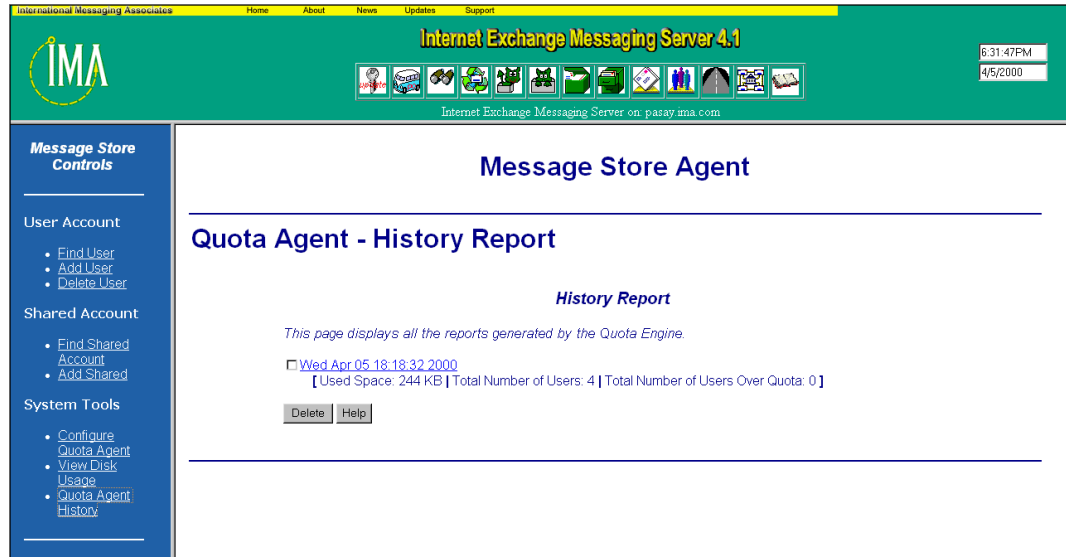 International Messaging Associates Home About News Updates Support
Internet Exchange Messaging Server 4.1
IMA
update
6:31:47PM
4/5/2000
Internet Exchange Messaging Server on: pasay.ima.com
Message Store
Controls
User Account
Find User
Add User
Delete User
Shared Account
Find Shared
Account
Add Shared
System Tools
Configure
Quota Agent
View Disk
Usage
Quota Agent
History
Message Store Agent
Quota Agent - History Report
History Report
This page displays all the reports generated by the Quota Engine.
Wed Apr 05 18:18:32 2000
[ Used Space: 244 KB | Total Number of Users: 4 | Total Number of Users Over Quota: 0 ]
Delete Help